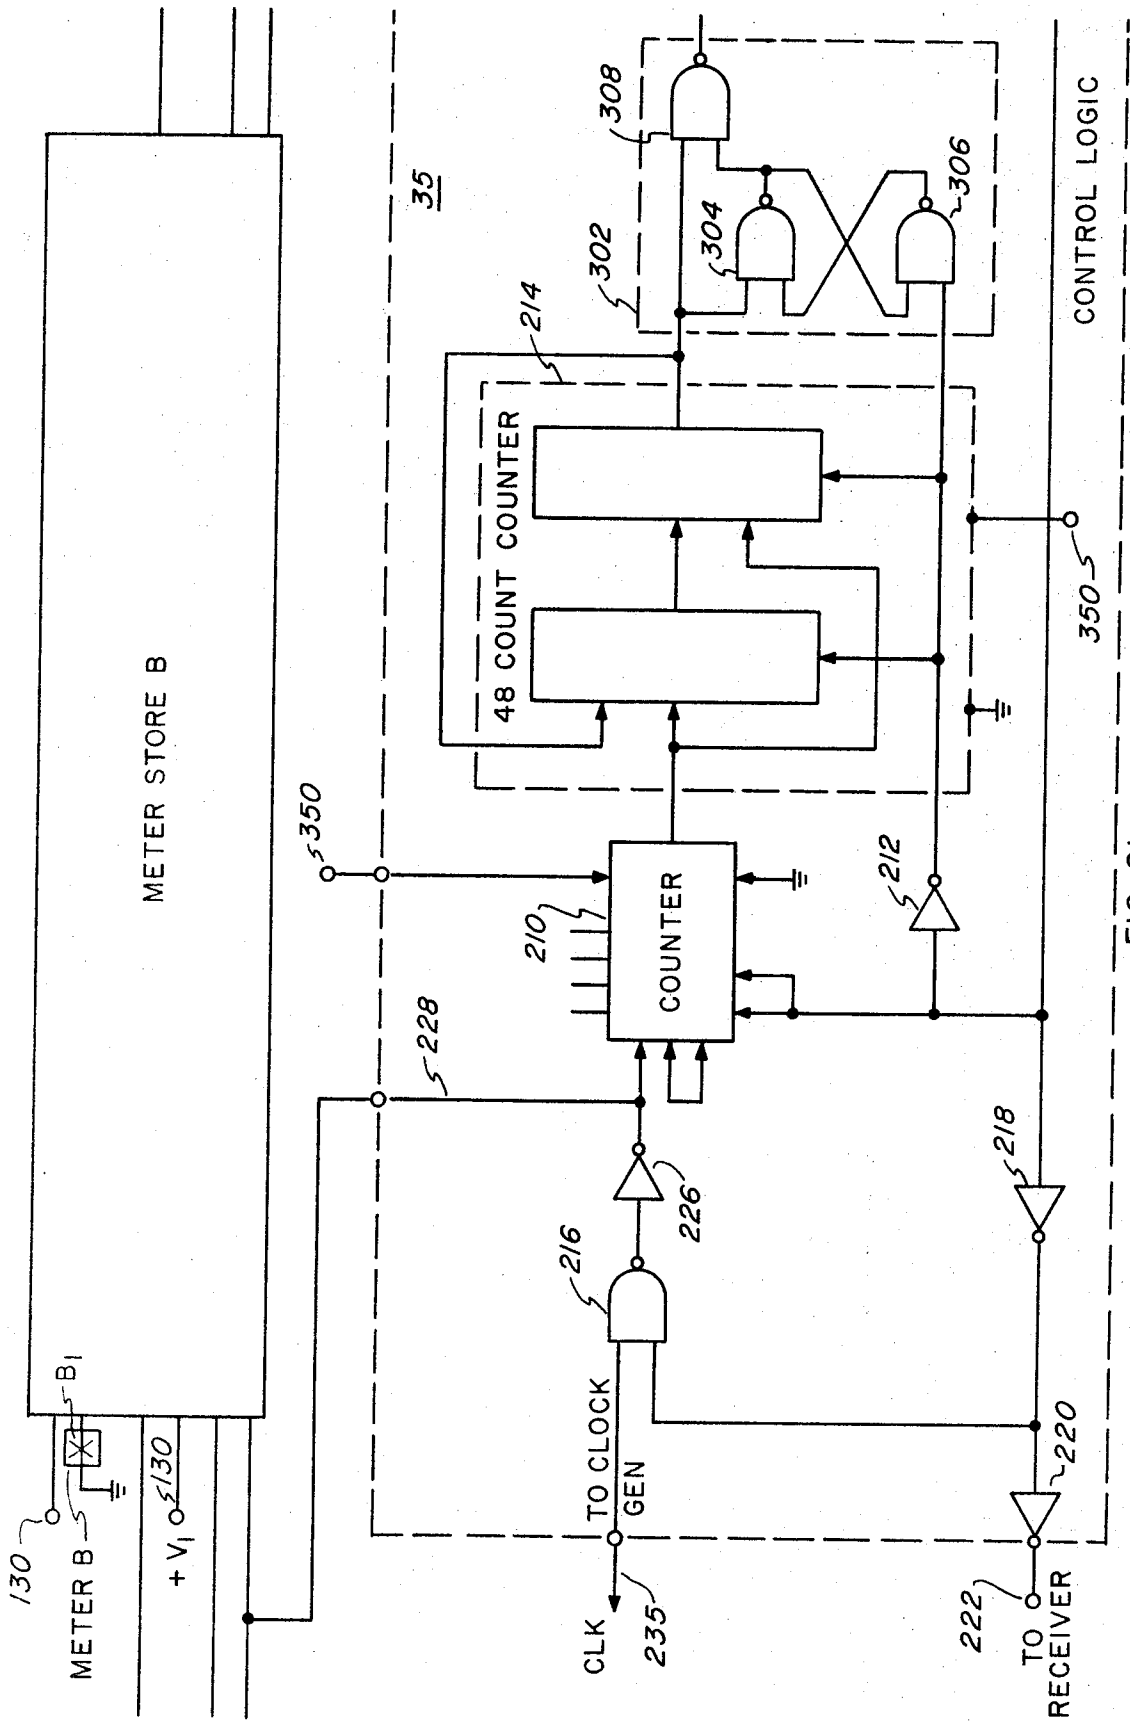 METER STORE B
130
METER B
B1
+ V1
130
350
228
35
302
308
304
306
214
48 COUNT COUNTER
210
COUNTER
212
350
CONTROL LOGIC
226
216
218
220
TO CLOCK
GEN
CLK
235
222
TO
RECEIVER